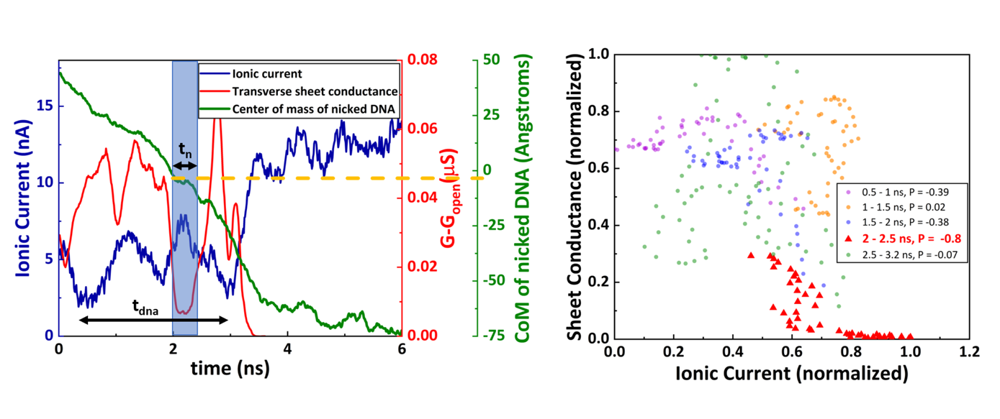 Ionic current
Transverse sheet conductance
Center of mass of nicked DNA
tn
tdna
15
10
5
0
Ionic Current (nA)
0
2
4
6
time (ns)
0.08
0.06
0.04
0.02
0.00
G-Gopen(μS)
50
25
0
-25
-50
-75
CoM of nicked DNA (Angstroms)
1.0
0.8
0.6
0.4
0.2
0.0
Sheet Conductance (normalized)
0.5 - 1 ns, P = -0.39
1 - 1.5 ns, P = 0.02
1.5 - 2 ns, P = -0.38
2 - 2.5 ns, P = -0.8
2.5 - 3.2 ns, P = -0.07
0.0
0.2
0.4
0.6
0.8
1.0
1.2
Ionic Current (normalized)